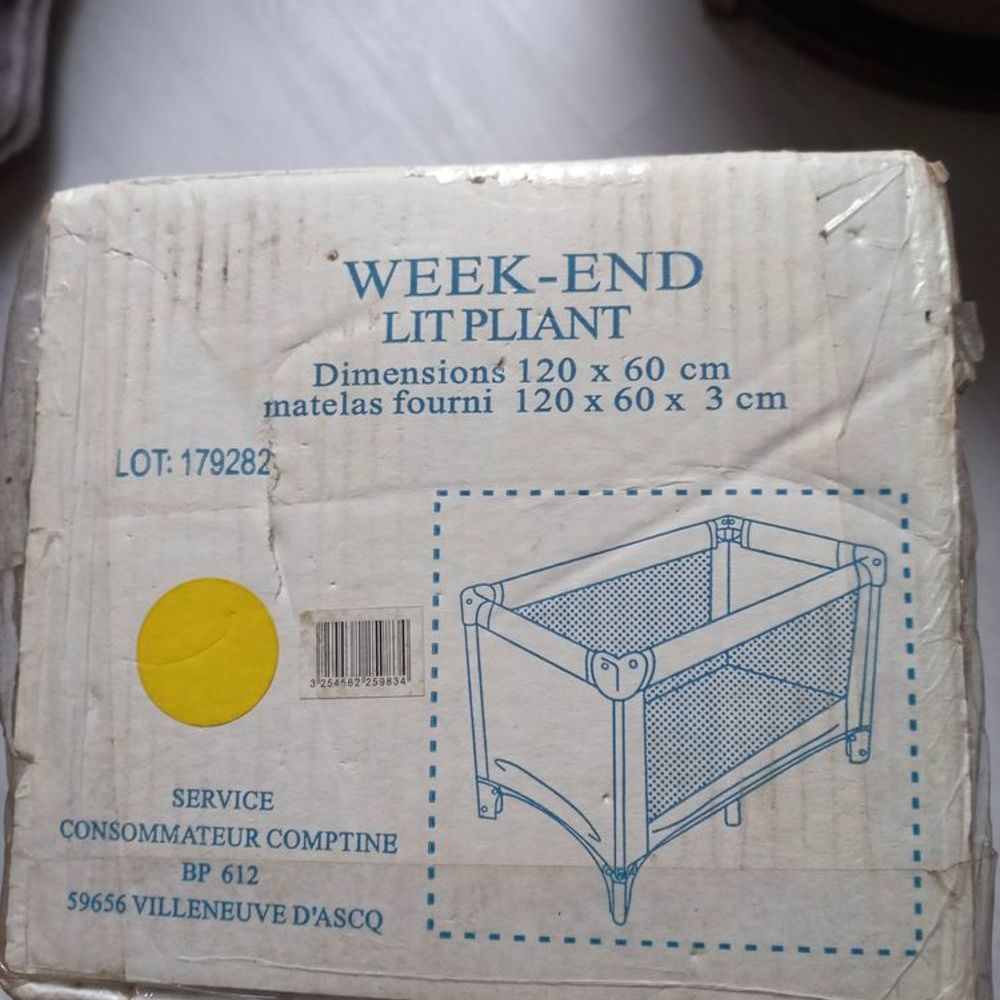 WEEK-END
LIT PLIANT
Dimensions 120 x 60 cm
matelas fourni 120 x 60 x 3 cm
LOT: 179282
3 254562 259834
SERVICE
CONSOMMATEUR COMPTINE
BP 612
59656 VILLENEUVE D'ASCQ